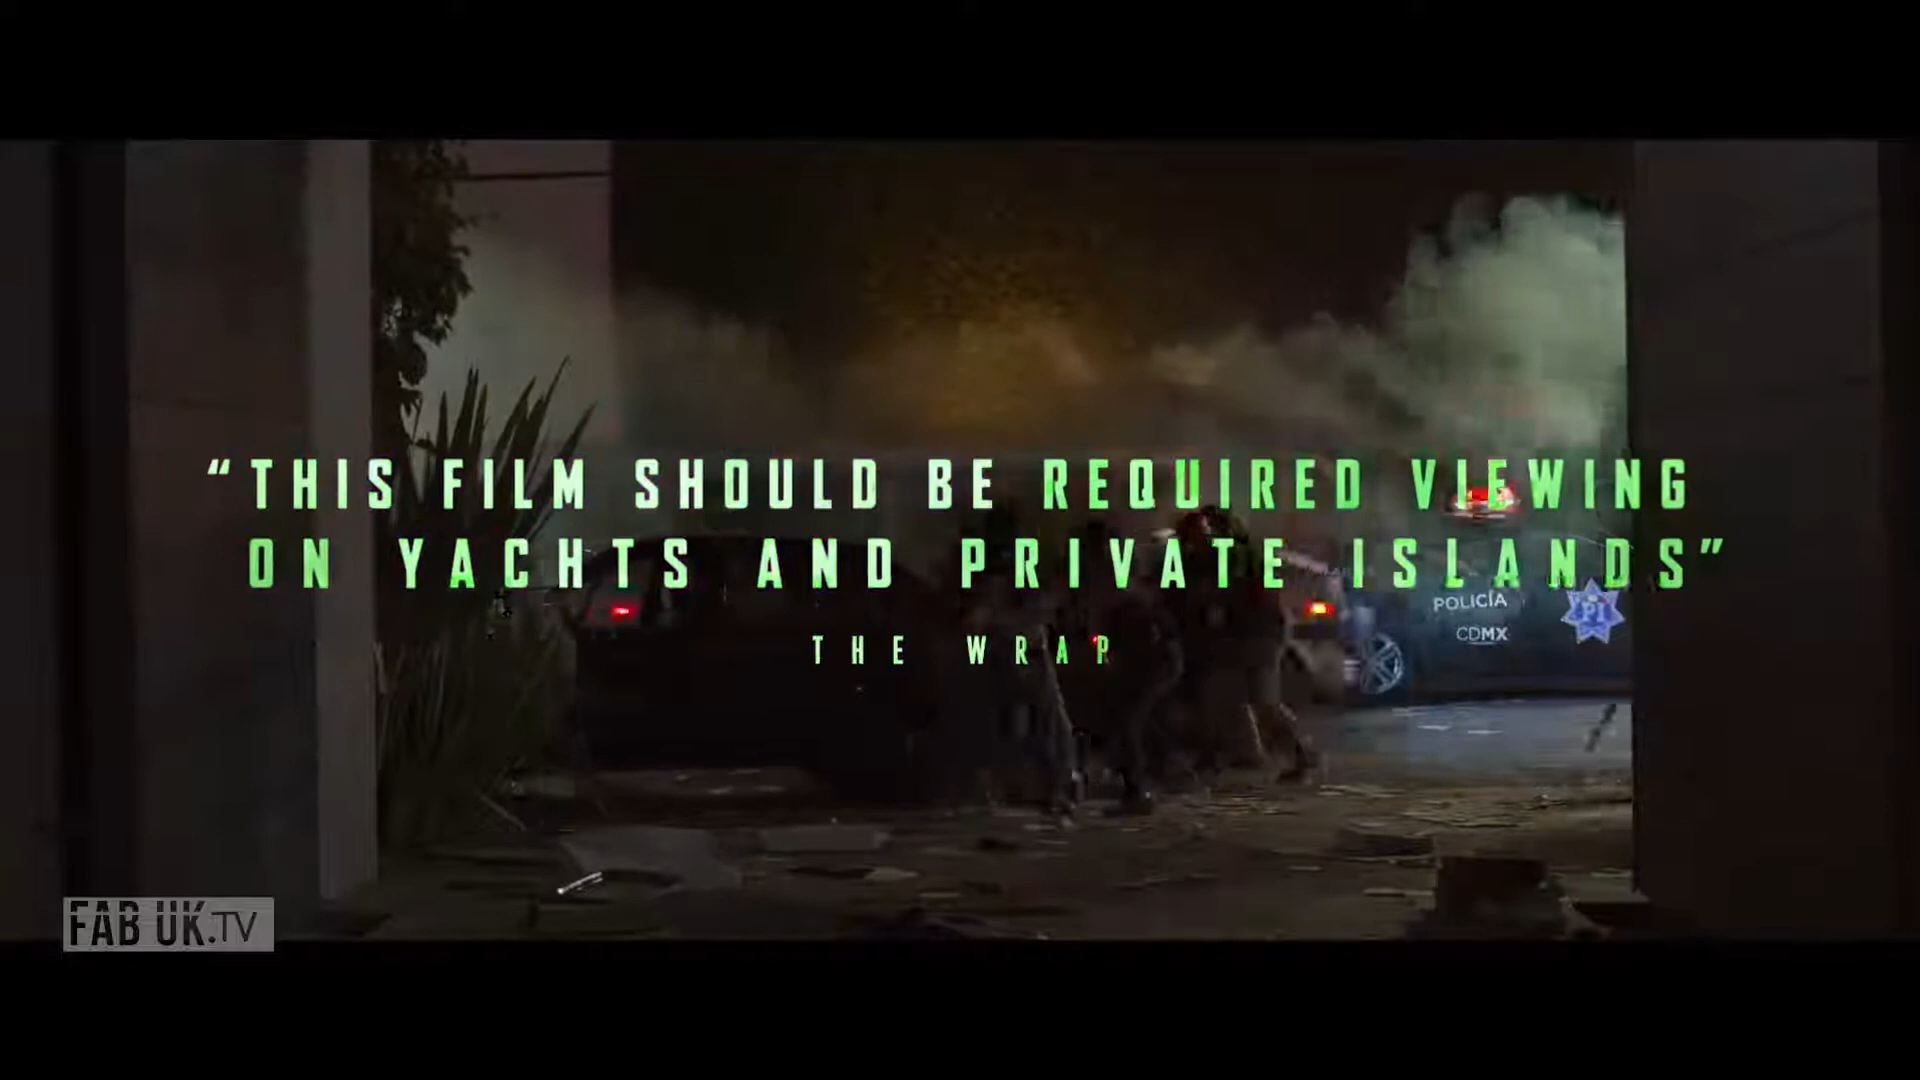 “THIS FILM SHOULD BE REQUIRED VIEWING
ON YACHTS AND PRIVATE ISLANDS”
THE WRAP
POLICÍA
CDMX
PI
FAB UK.TV